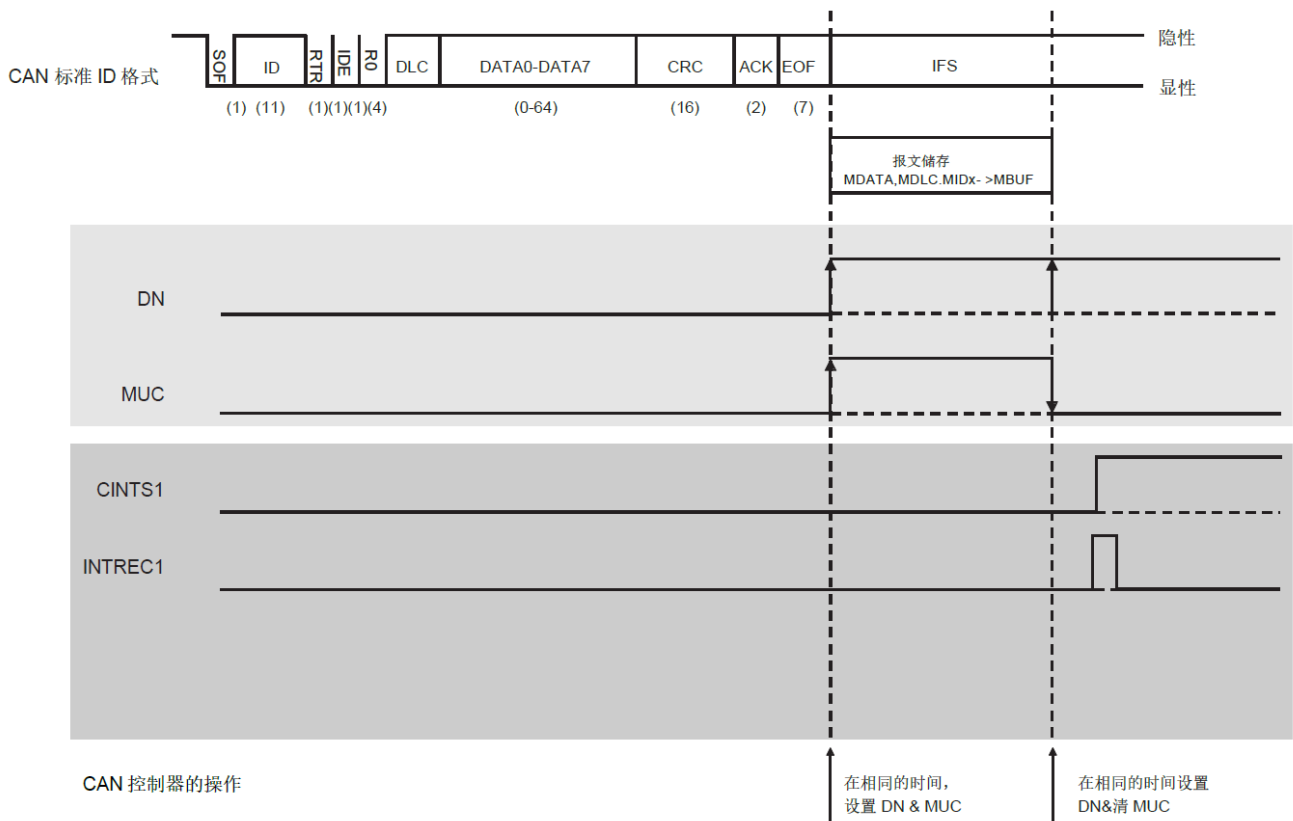 隐性
CAN 标准 ID 格式
SOF
ID
RTR
IDE
R0
DLC
DATA0-DATA7
CRC
ACK
EOF
IFS
显性
(1) (11) (1)(1)(1)(4) (0-64) (16) (2) (7)
报文储存
MDATA,MDLC.MIDx- >MBUF
DN
MUC
CINTS1
INTREC1
CAN 控制器的操作
在相同的时间，
设置 DN & MUC
在相同的时间设置
DN&清 MUC